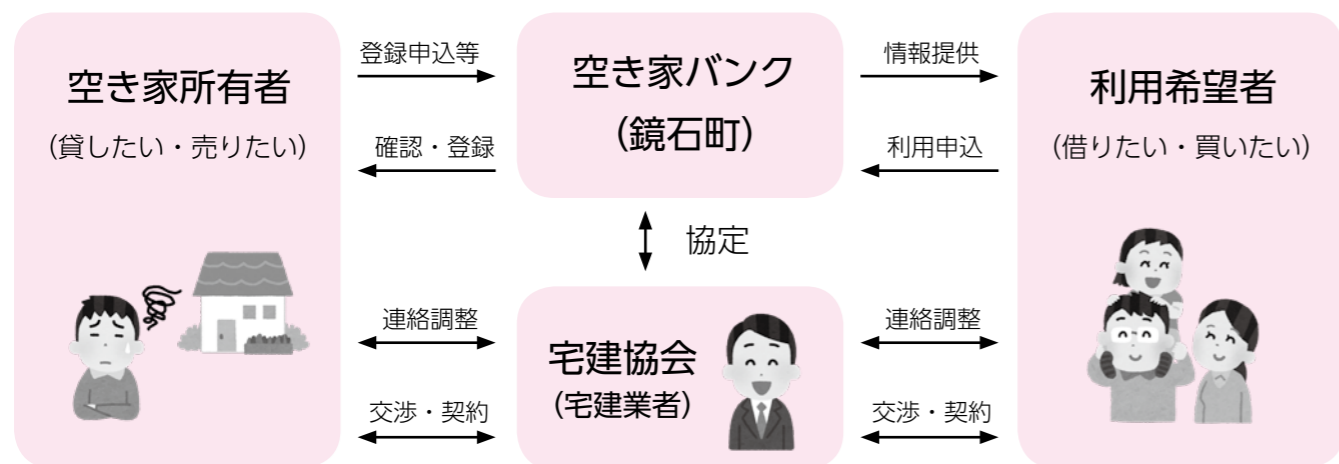 空き家所有者
(貸したい・売りたい)
登録申込等
確認・登録
空き家バンク
(鏡石町)
情報提供
利用申込
利用希望者
(借りたい・買いたい)
協定
連絡調整
交渉・契約
宅建協会
(宅建業者)
連絡調整
交渉・契約